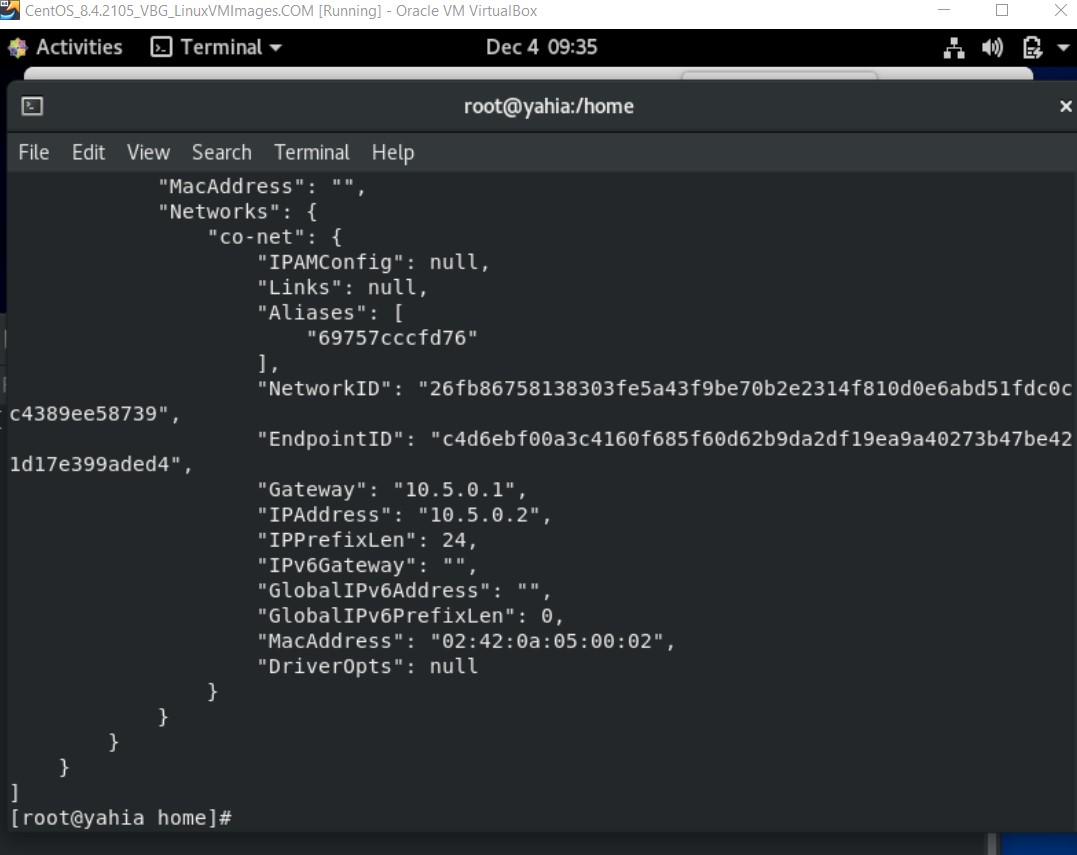 CentOS_8.4.2105_VBG_LinuxVMImages.COM [Running] - Oracle VM VirtualBox
Activities Terminal Dec 4 09:35
root@yahia:/home
File Edit View Search Terminal Help
"MacAddress": "",
"Networks": {
"co-net": {
"IPAMConfig": null,
"Links": null,
"Aliases": [
"69757cccfd76"
],
"NetworkID": "26fb86758138303fe5a43f9be70b2e2314f810d0e6abd51fdc0c
c4389ee58739",
"EndpointID": "c4d6ebf00a3c4160f685f60d62b9da2df19ea9a40273b47be42
1d17e399aded4",
"Gateway": "10.5.0.1",
"IPAddress": "10.5.0.2",
"IPPrefixLen": 24,
"IPv6Gateway": "",
"GlobalIPv6Address": "",
"GlobalIPv6PrefixLen": 0,
"MacAddress": "02:42:0a:05:00:02",
"DriverOpts": null
}
}
}
}
]
[root@yahia home]#